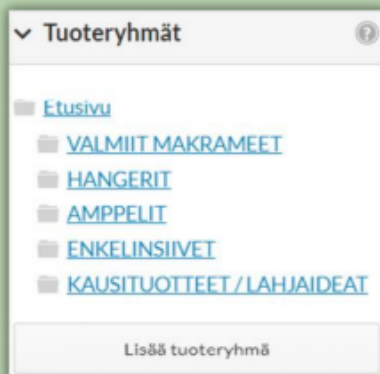 Tuoteryhmät
Etusivu
VALMIIT MAKRAMEET
HANGERIT
AMPPELIT
ENKELINSIIVET
KAUSITUOTTEET / LAHJAIDEAT
Lisää tuoteryhmä